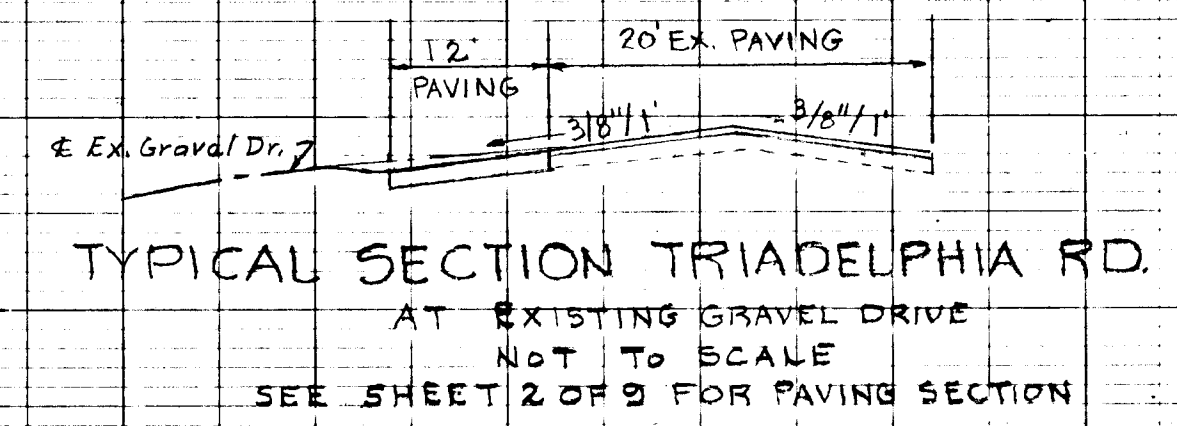 12' 20' EX. PAVING
PAVING
3/8"/1' 3/8"/1'
℄ Ex. Graval Dr.
TYPICAL SECTION TRIADELPHIA RD.
AT EXISTING GRAVEL DRIVE
NOT TO SCALE
SEE SHEET 2 OF 9 FOR PAVING SECTION